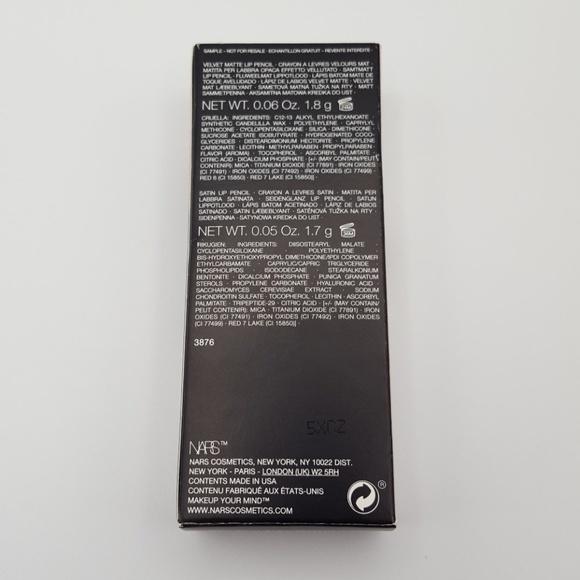 SAMPLE - NOT FOR RESALE · ECHANTILLON GRATUIT - REVENTE INTERDITE ·
VELVET MATTE LIP PENCIL · CRAYON A LEVRES VELOURS MAT ·
MATITA PER LABBRA OPACA EFFETTO VELLUTATO · SAMTMATT
LIP PENCIL · FLUWEELMAT LIPPOTLOOD · LÁPIS BATOM MATE DE
TOQUE AVELUDADO · LÁPIZ DE LABIOS VELVET MATTE · VELVET
MAT LÆBEBLYANT · SAMETOVÁ MATNÁ TUŽKA NA RTY · MATT
SAMMETPENNA · AKSAMITNA MATOWA KREDKA DO UST ·
NET WT. 0.06 Oz. 1.8 g
CRUELLA: INGREDIENTS: C12-13 ALKYL ETHYLHEXANOATE ·
SYNTHETIC CANDELILLA WAX · POLYETHYLENE · CAPRYLYL
METHICONE · CYCLOPENTASILOXANE · SILICA · DIMETHICONE ·
SUCROSE ACETATE ISOBUTYRATE · HYDROGENATED COCO-
GLYCERIDES · DISTEARDIMONIUM HECTORITE · PROPYLENE
CARBONATE · LECITHIN · METHYLPARABEN · PROPYLPARABEN ·
FLAVOR (AROMA) · TOCOPHEROL · ASCORBYL PALMITATE ·
CITRIC ACID · DICALCIUM PHOSPHATE · [+/- (MAY CONTAIN/PEUT
CONTENIR): MICA · TITANIUM DIOXIDE (CI 77891) · IRON OXIDES
(CI 77491) · IRON OXIDES (CI 77492) · IRON OXIDES (CI 77499) ·
RED 6 (CI 15850) · RED 7 LAKE (CI 15850)] ·
SATIN LIP PENCIL · CRAYON A LEVRES SATIN · MATITA PER
LABBRA SATINATA · SEIDENGLANZ LIP PENCIL · SATIJN
LIPPOTLOOD · LÁPIS BATOM ACETINADO · LÁPIZ DE LABIOS
SATINADO · SATIN LÆBEBLYANT · SATÉNOVÁ TUŽKA NA RTY ·
SIDENPENNA · SATYNOWA KREDKA DO UST ·
NET WT. 0.05 Oz. 1.7 g
RIKUGIEN: INGREDIENTS: DIISOSTEARYL MALATE ·
CYCLOPENTASILOXANE · POLYETHYLENE ·
BIS-HYDROXYETHOXYPROPYL DIMETHICONE/IPDI COPOLYMER
ETHYLCARBAMATE · CAPRYLIC/CAPRIC TRIGLYCERIDE ·
PHOSPHOLIPIDS · ISODODECANE · STEARALKONIUM
BENTONITE · DICALCIUM PHOSPHATE · PUNICA GRANATUM
STEROLS · PROPYLENE CARBONATE · HYALURONIC ACID ·
SACCHAROMYCES CEREVISIAE EXTRACT · SODIUM
CHONDROITIN SULFATE · TOCOPHEROL · LECITHIN · ASCORBYL
PALMITATE · TRIPEPTIDE-29 · CITRIC ACID · [+/- (MAY CONTAIN/
PEUT CONTENIR): MICA · TITANIUM DIOXIDE (CI 77891) · IRON
OXIDES (CI 77491) · IRON OXIDES (CI 77492) · IRON OXIDES
(CI 77499) · RED 7 LAKE (CI 15850)] ·
3876
5XDZ
NARS™
NARS COSMETICS, NEW YORK, NY 10022 DIST.
NEW YORK - PARIS - LONDON (UK) W2 5RH
CONTENTS MADE IN USA
CONTENU FABRIQUÉ AUX ÉTATS-UNIS
MAKEUP YOUR MIND™
WWW.NARSCOSMETICS.COM
®